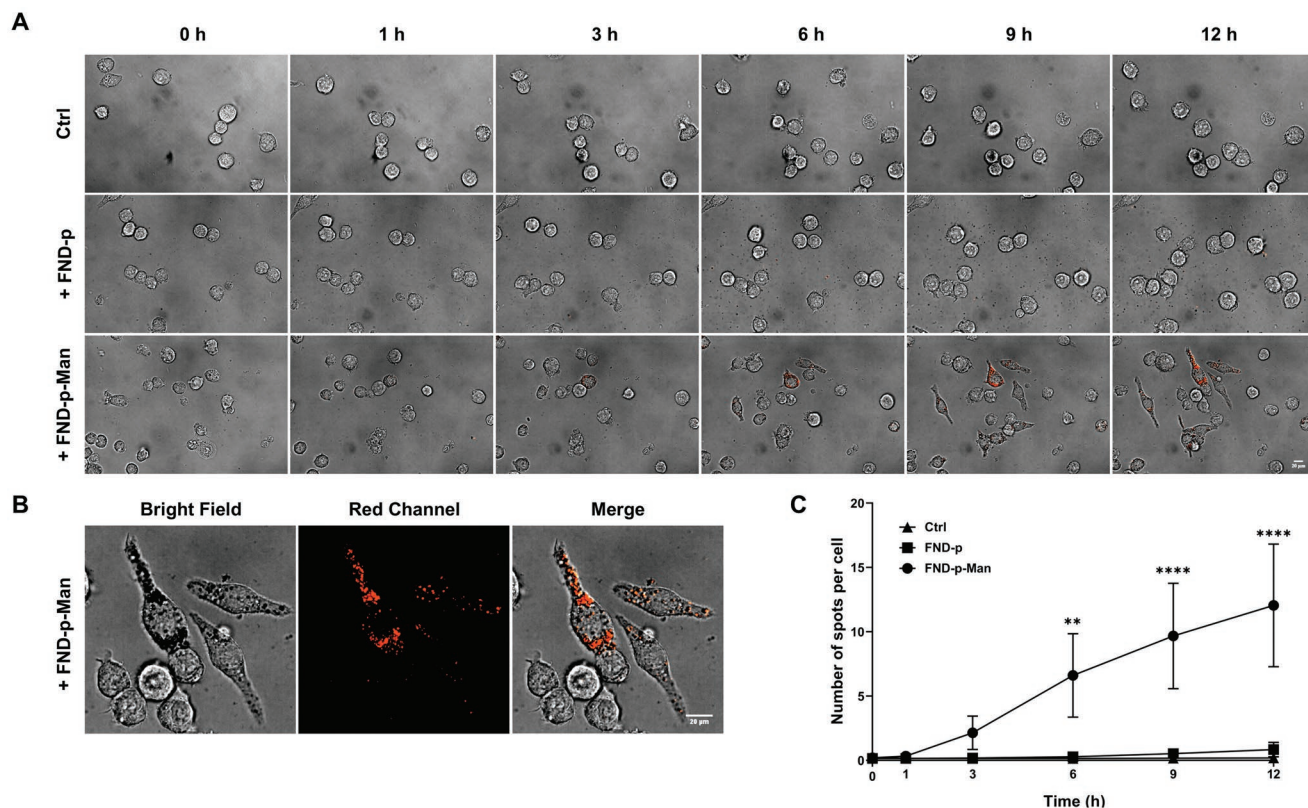 A
0 h 1 h 3 h 6 h 9 h 12 h
Ctrl
+ FND-p
+ FND-p-Man
20 µm
B
Bright Field Red Channel Merge
+ FND-p-Man
20 µm
C
Number of spots per cell
20
15
10
5
0
Ctrl
FND-p
FND-p-Man
**
****
****
0 1 3 6 9 12
Time (h)